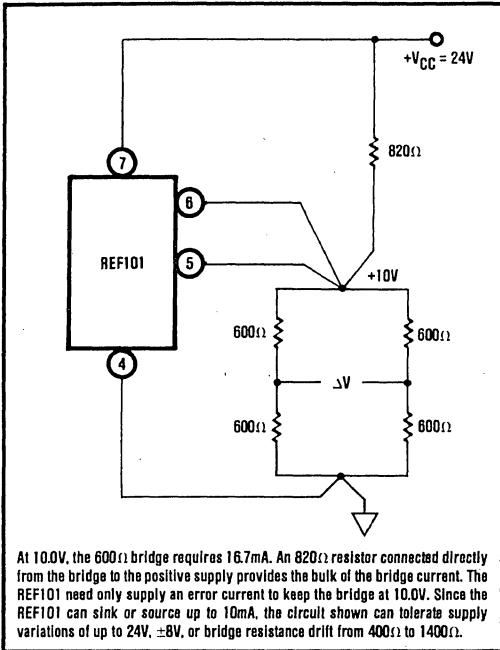 +VCC = 24V
7
820Ω
6
REF101
5
+10V
600Ω
600Ω
ΔV
4
600Ω
600Ω
At 10.0V, the 600Ω bridge requires 16.7mA. An 820Ω resistor connected directly
from the bridge to the positive supply provides the bulk of the bridge current. The
REF101 need only supply an error current to keep the bridge at 10.0V. Since the
REF101 can sink or source up to 10mA, the circuit shown can tolerate supply
variations of up to 24V, ±8V, or bridge resistance drift from 400Ω to 1400Ω.